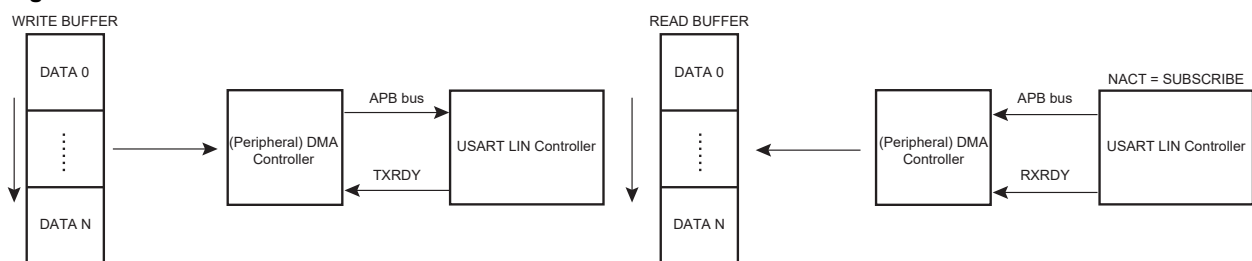 WRITE BUFFER
DATA 0
DATA N
(Peripheral) DMA
Controller
APB bus
TXRDY
USART LIN Controller
READ BUFFER
DATA 0
DATA N
(Peripheral) DMA
Controller
NACT = SUBSCRIBE
APB bus
RXRDY
USART LIN Controller